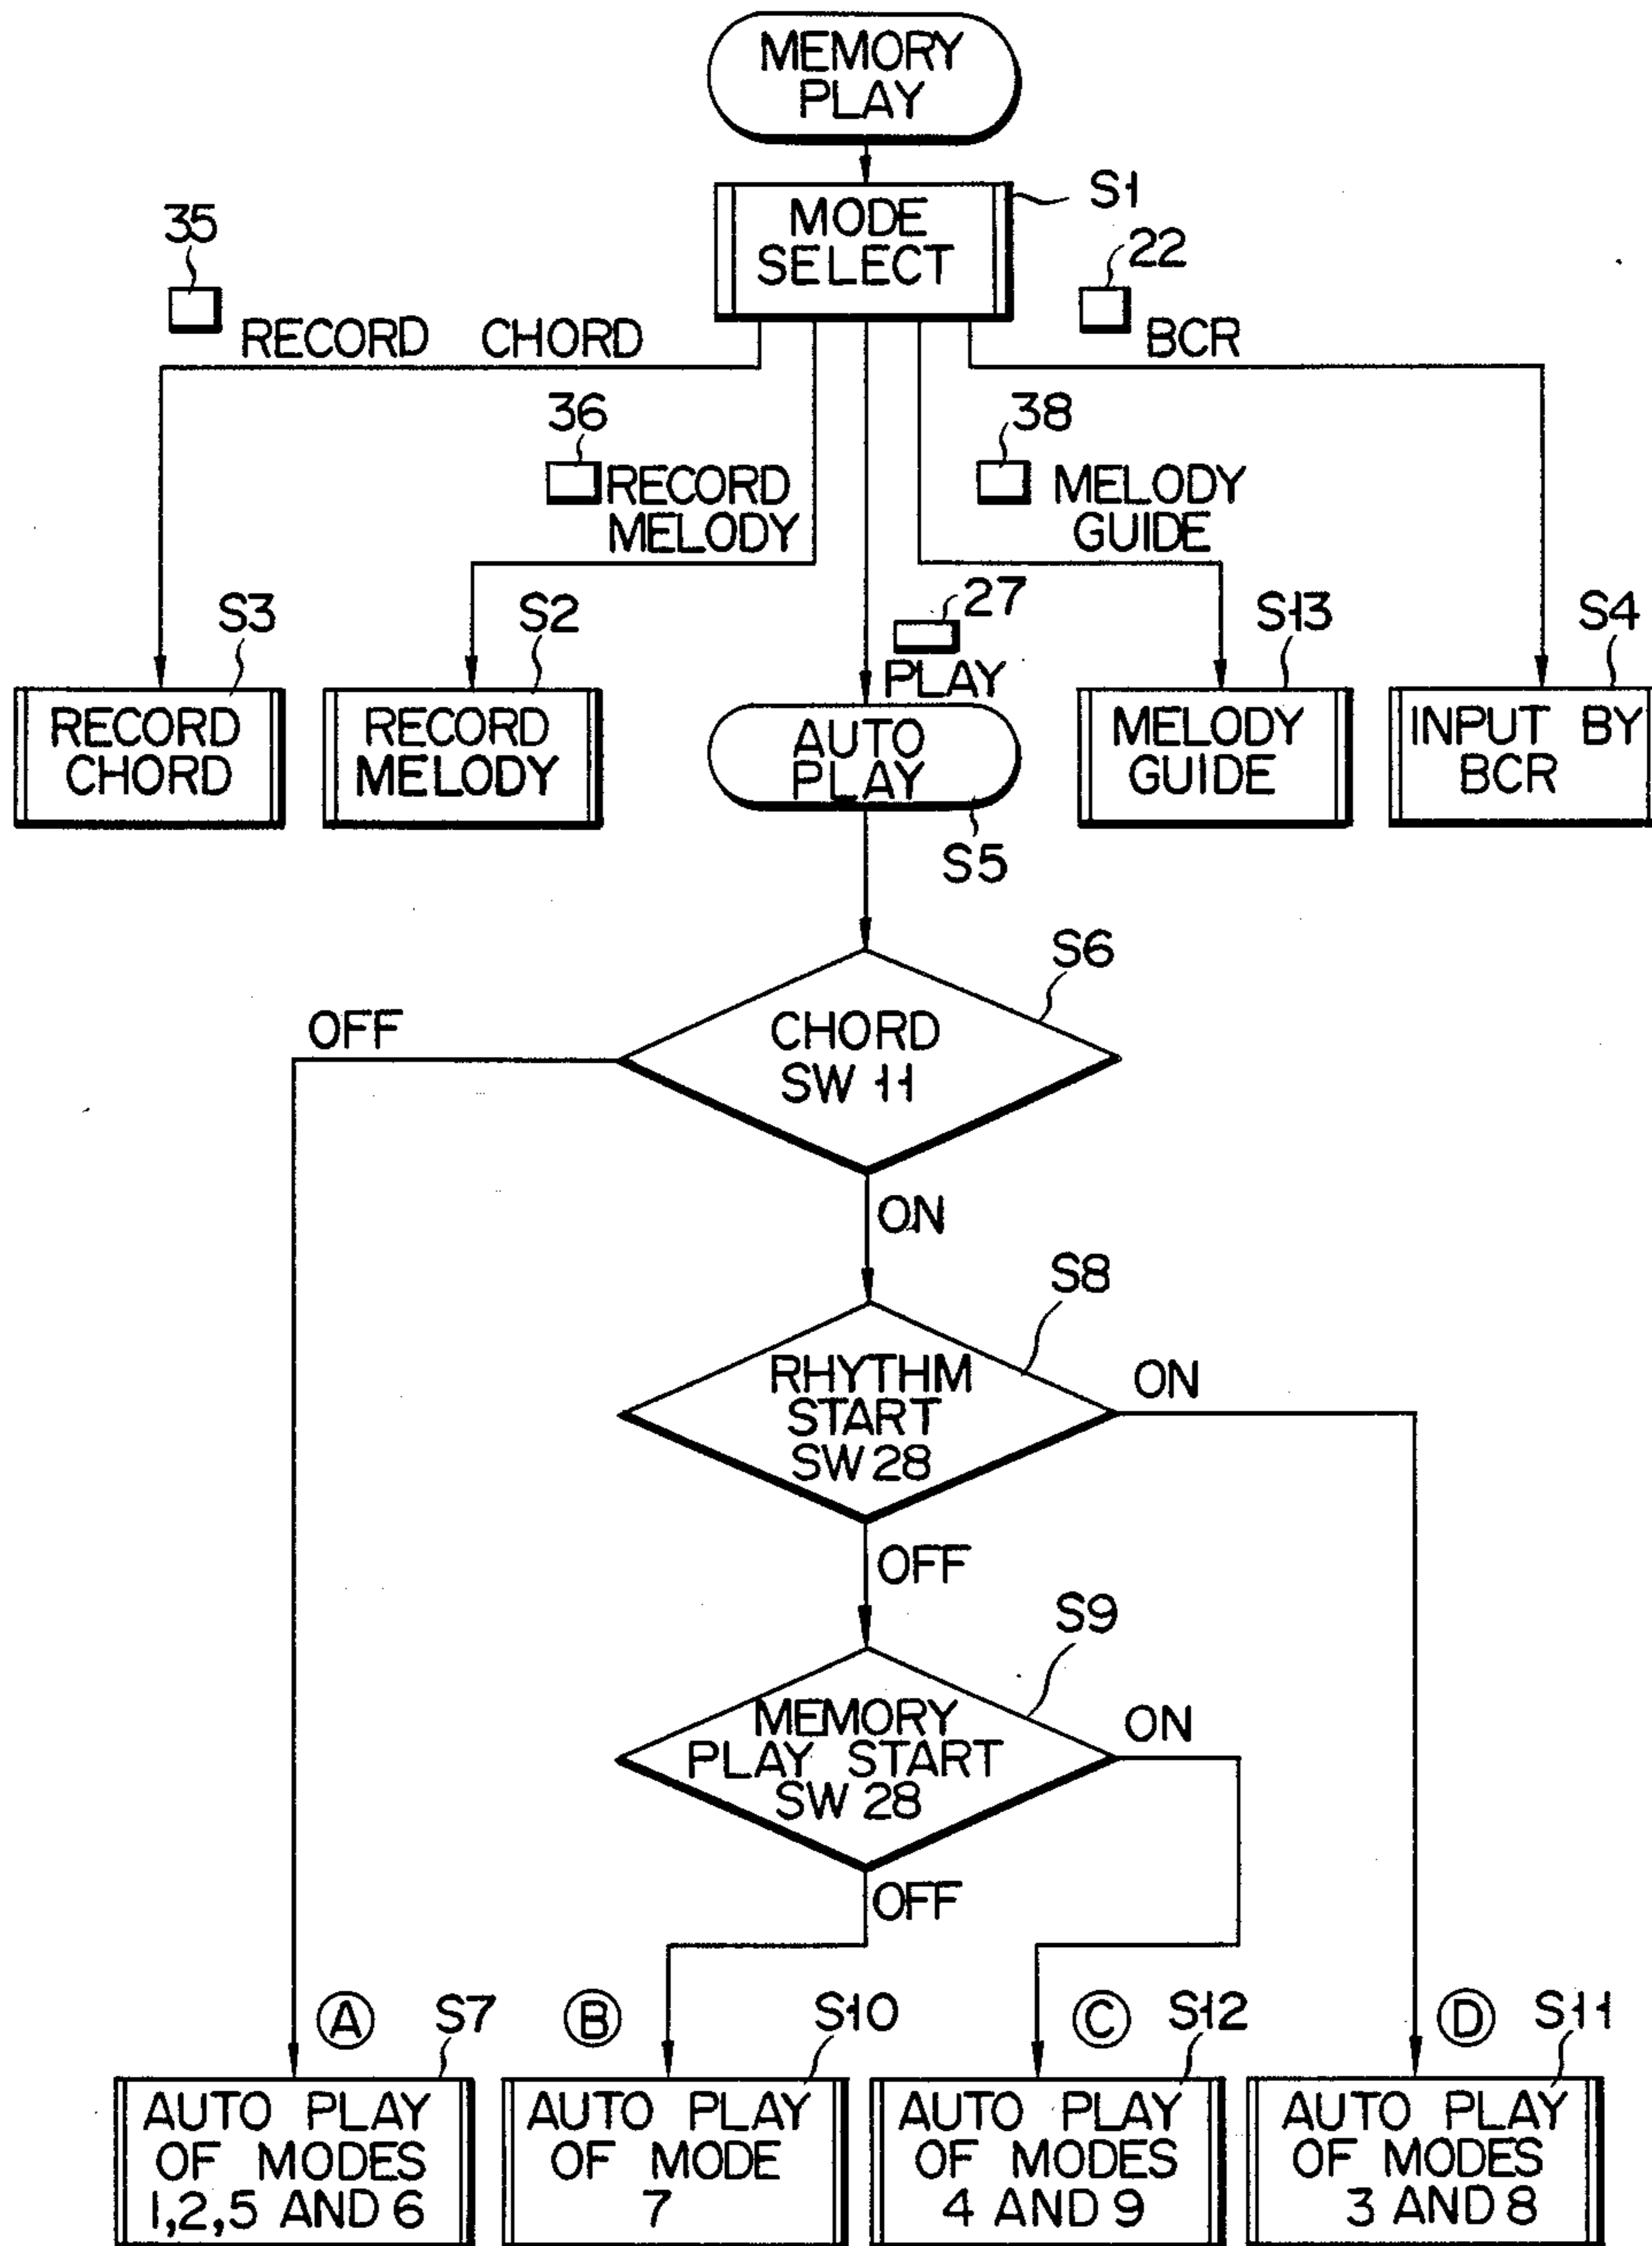 MEMORY
PLAY
S1
MODE
SELECT
35
22
RECORD CHORD
BCR
36
38
RECORD
MELODY
MELODY
GUIDE
27
PLAY
S3
S2
S13
S4
RECORD
CHORD
RECORD
MELODY
AUTO
PLAY
MELODY
GUIDE
INPUT BY
BCR
S5
S6
OFF
CHORD
SW 11
ON
S8
RHYTHM
START
SW 28
ON
OFF
S9
MEMORY
PLAY START
SW 28
ON
OFF
A
S7
B
S10
C
S12
D
S11
AUTO PLAY
OF MODES
1,2,5 AND 6
AUTO PLAY
OF MODE
7
AUTO PLAY
OF MODES
4 AND 9
AUTO PLAY
OF MODES
3 AND 8